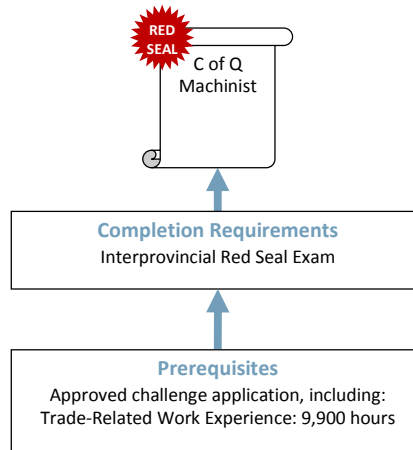 RED
SEAL
C of Q
Machinist
Completion Requirements
Interprovincial Red Seal Exam
Prerequisites
Approved challenge application, including:
Trade-Related Work Experience: 9,900 hours